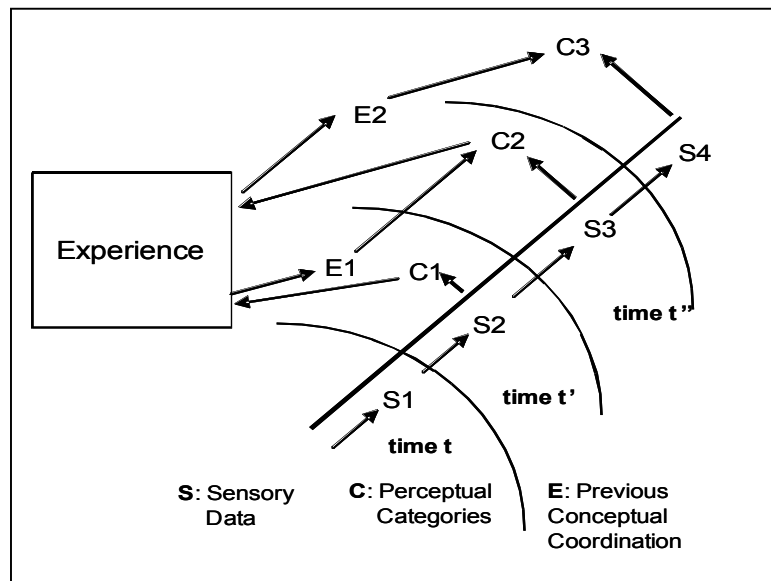 C3
E2
C2
S4
Experience
S3
E1
C1
time t''
S2
time t'
S1
time t
S: Sensory
Data
C: Perceptual
Categories
E: Previous
Conceptual
Coordination